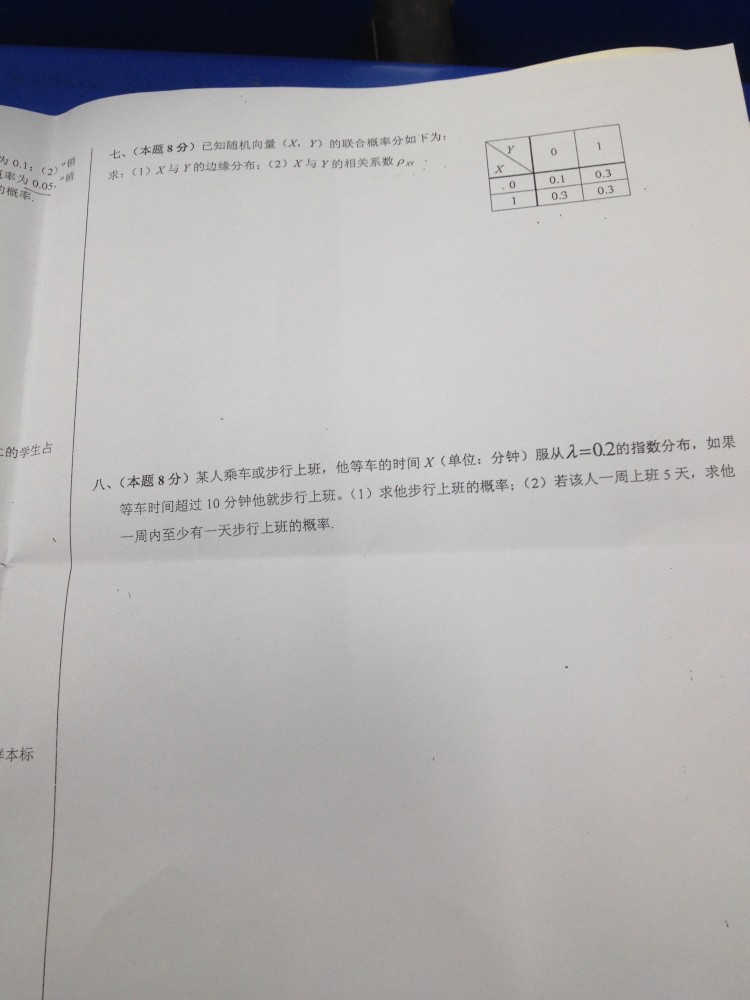 为 0.1；（2）
概率为 0.05，
的概率.
的学生占
样本标
七、（本题 8 分）已知随机向量（X，Y）的联合概率分如下为：
求：（1）X 与 Y 的边缘分布；（2）X 与 Y 的相关系数 ρXY
Y 0 1
X
0 0.1 0.3
1 0.3 0.3
八、（本题 8 分）某人乘车或步行上班，他等车的时间 X（单位：分钟）服从 λ=0.2的指数分布，如果
等车时间超过 10 分钟他就步行上班。（1）求他步行上班的概率；（2）若该人一周上班 5 天，求他
一周内至少有一天步行上班的概率.